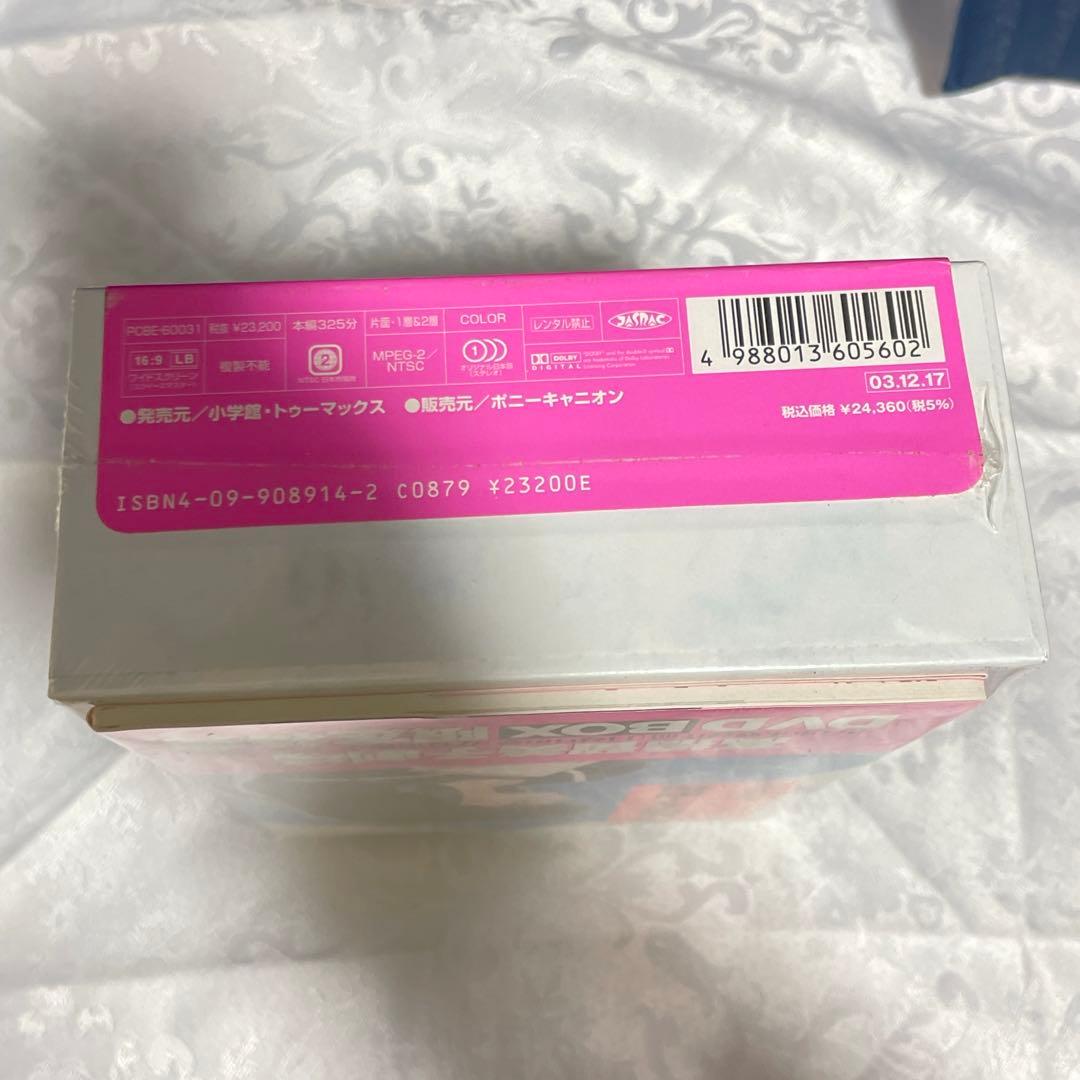 PCBE-60031 税抜 ¥23,200 本編325分 片面・1層&2層 COLOR レンタル禁止 JASRAC
16:9 LB
ワイドスクリーン
複製不能
2
NTSC 日本市場向
MPEG-2/
NTSC
1
オリジナル日本語
(ステレオ)
DOLBY
DIGITAL
4 988013 605602
03.12.17
●発売元/小学館・トゥーマックス ●販売元/ポニーキャニオン
税込価格 ¥24,360(税5%)
ISBN4-09-908914-2 C0879 ¥23200E
DVD BOX